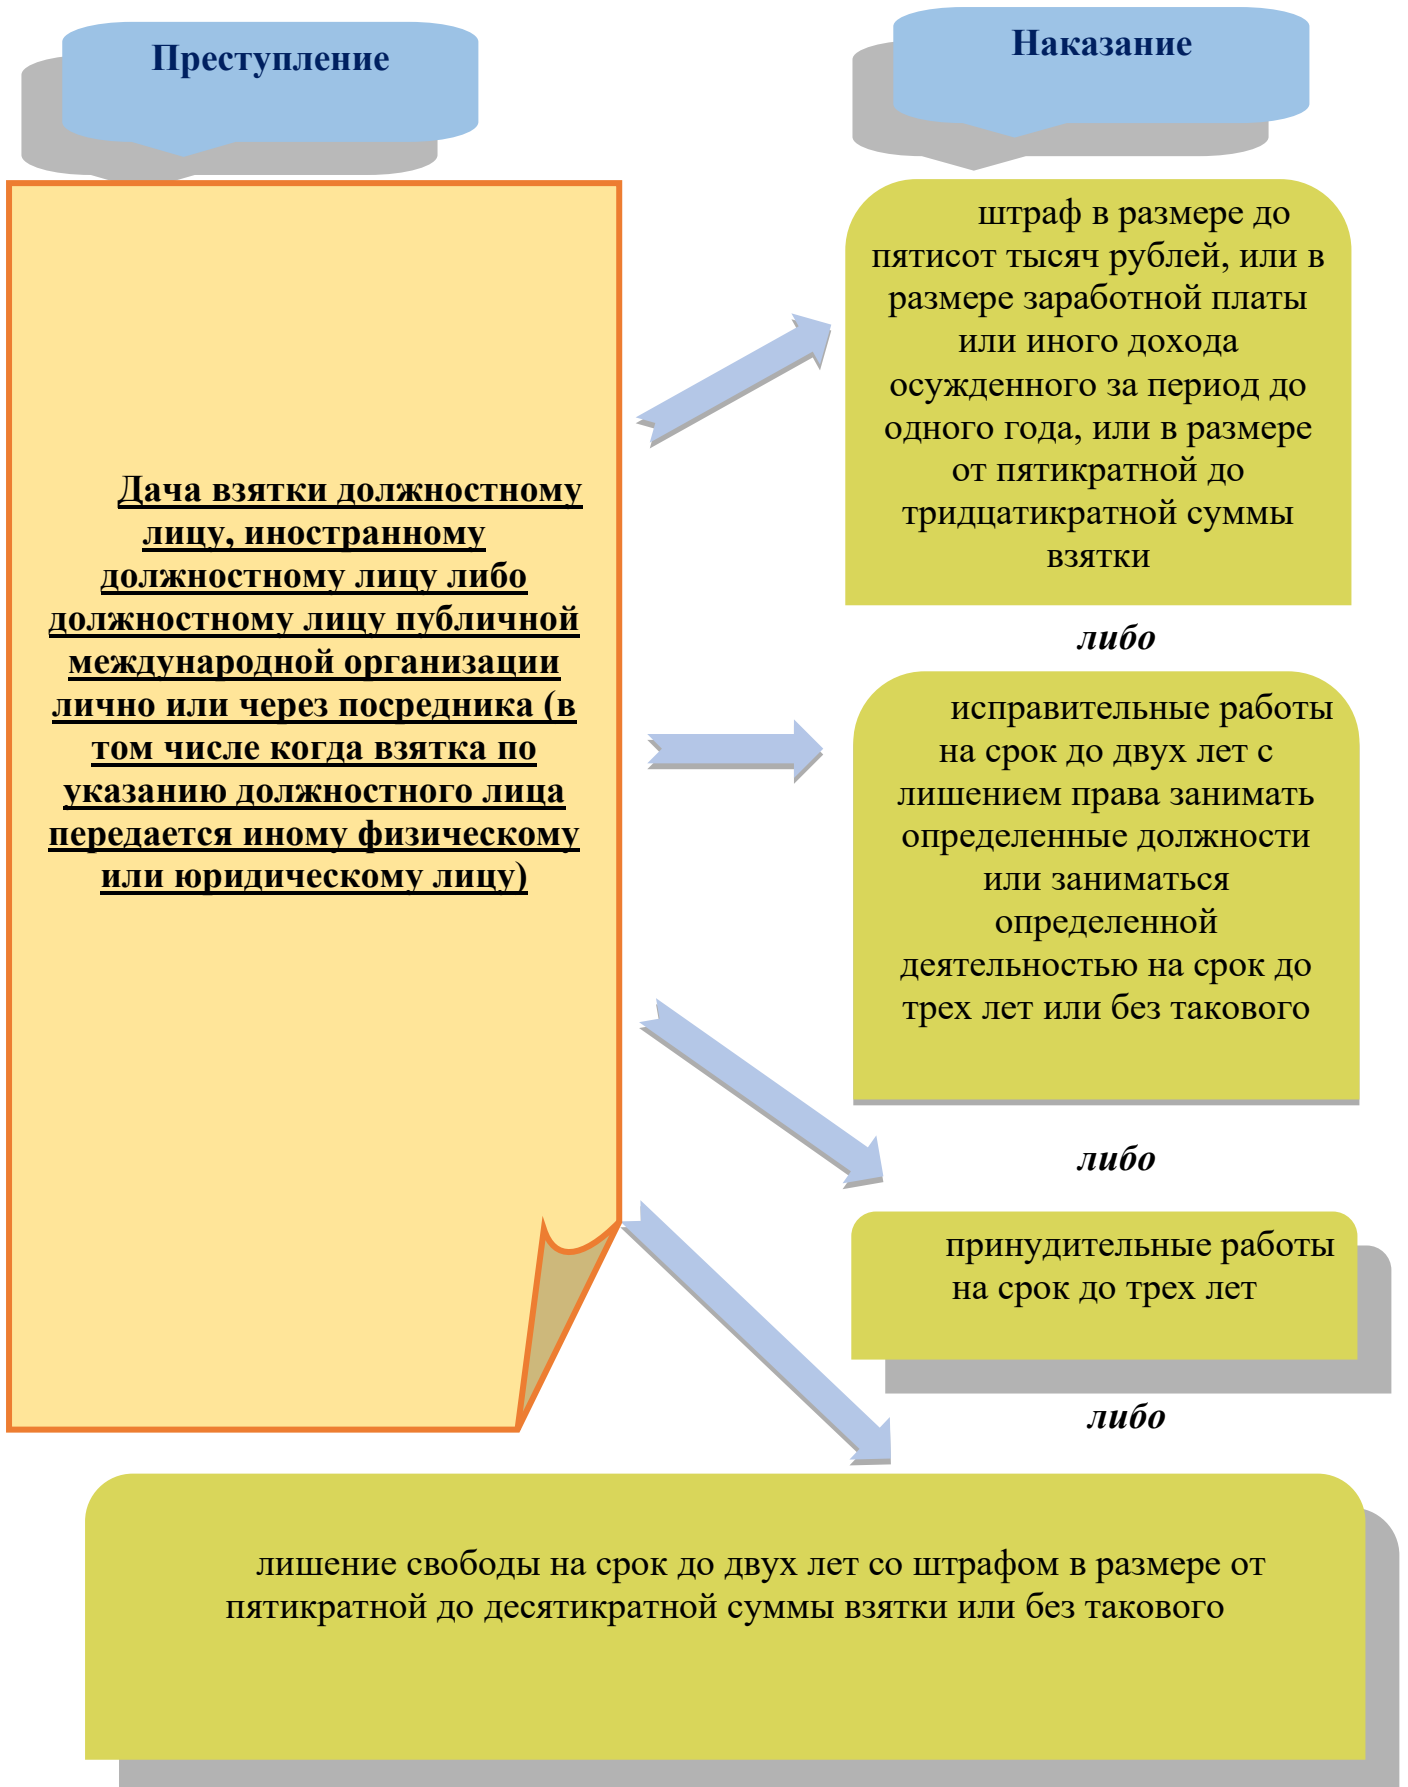 Преступление
Наказание
Дача взятки должностному
лицу, иностранному
должностному лицу либо
должностному лицу публичной
международной организации
лично или через посредника (в
том числе когда взятка по
указанию должностного лица
передается иному физическому
или юридическому лицу)
штраф в размере до
пятисот тысяч рублей, или в
размере заработной платы
или иного дохода
осужденного за период до
одного года, или в размере
от пятикратной до
тридцатикратной суммы
взятки
либо
исправительные работы
на срок до двух лет с
лишением права занимать
определенные должности
или заниматься
определенной
деятельностью на срок до
трех лет или без такового
либо
принудительные работы
на срок до трех лет
либо
лишение свободы на срок до двух лет со штрафом в размере от
пятикратной до десятикратной суммы взятки или без такового